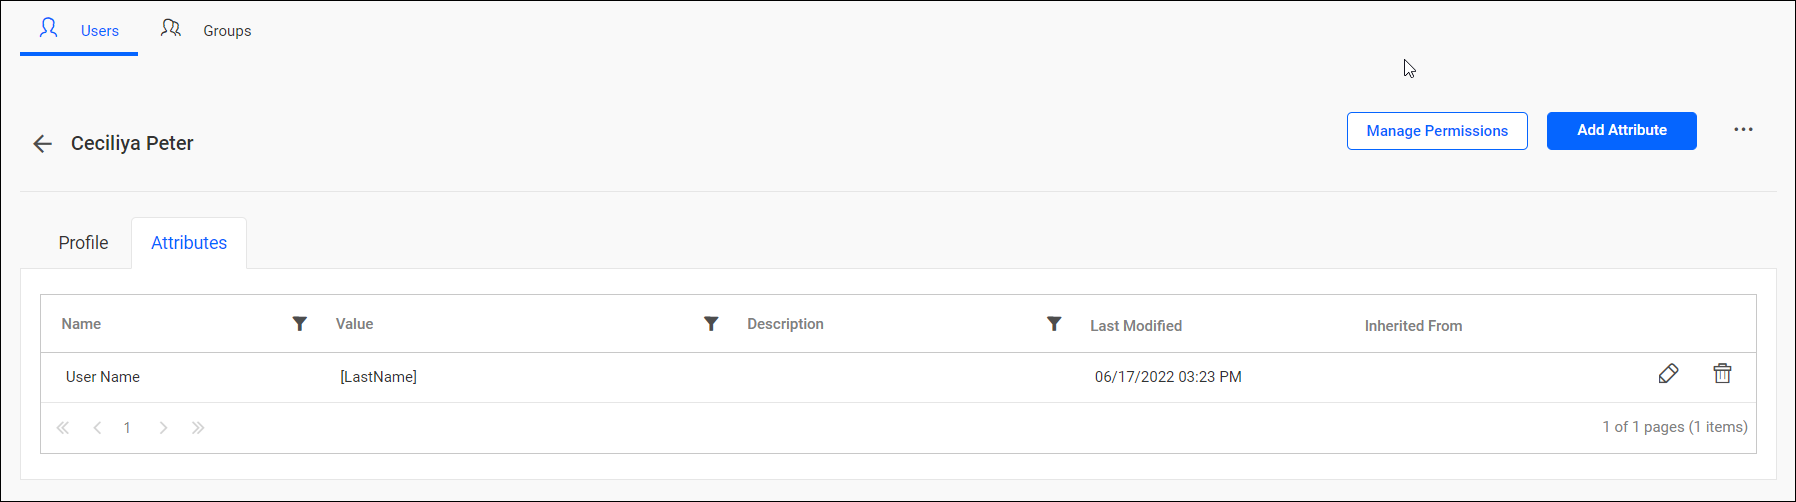 Users Groups
Ceciliya Peter Manage Permissions Add Attribute
Profile Attributes
Name Value Description Last Modified Inherited From
User Name [LastName] 06/17/2022 03:23 PM
1 1 of 1 pages (1 items)